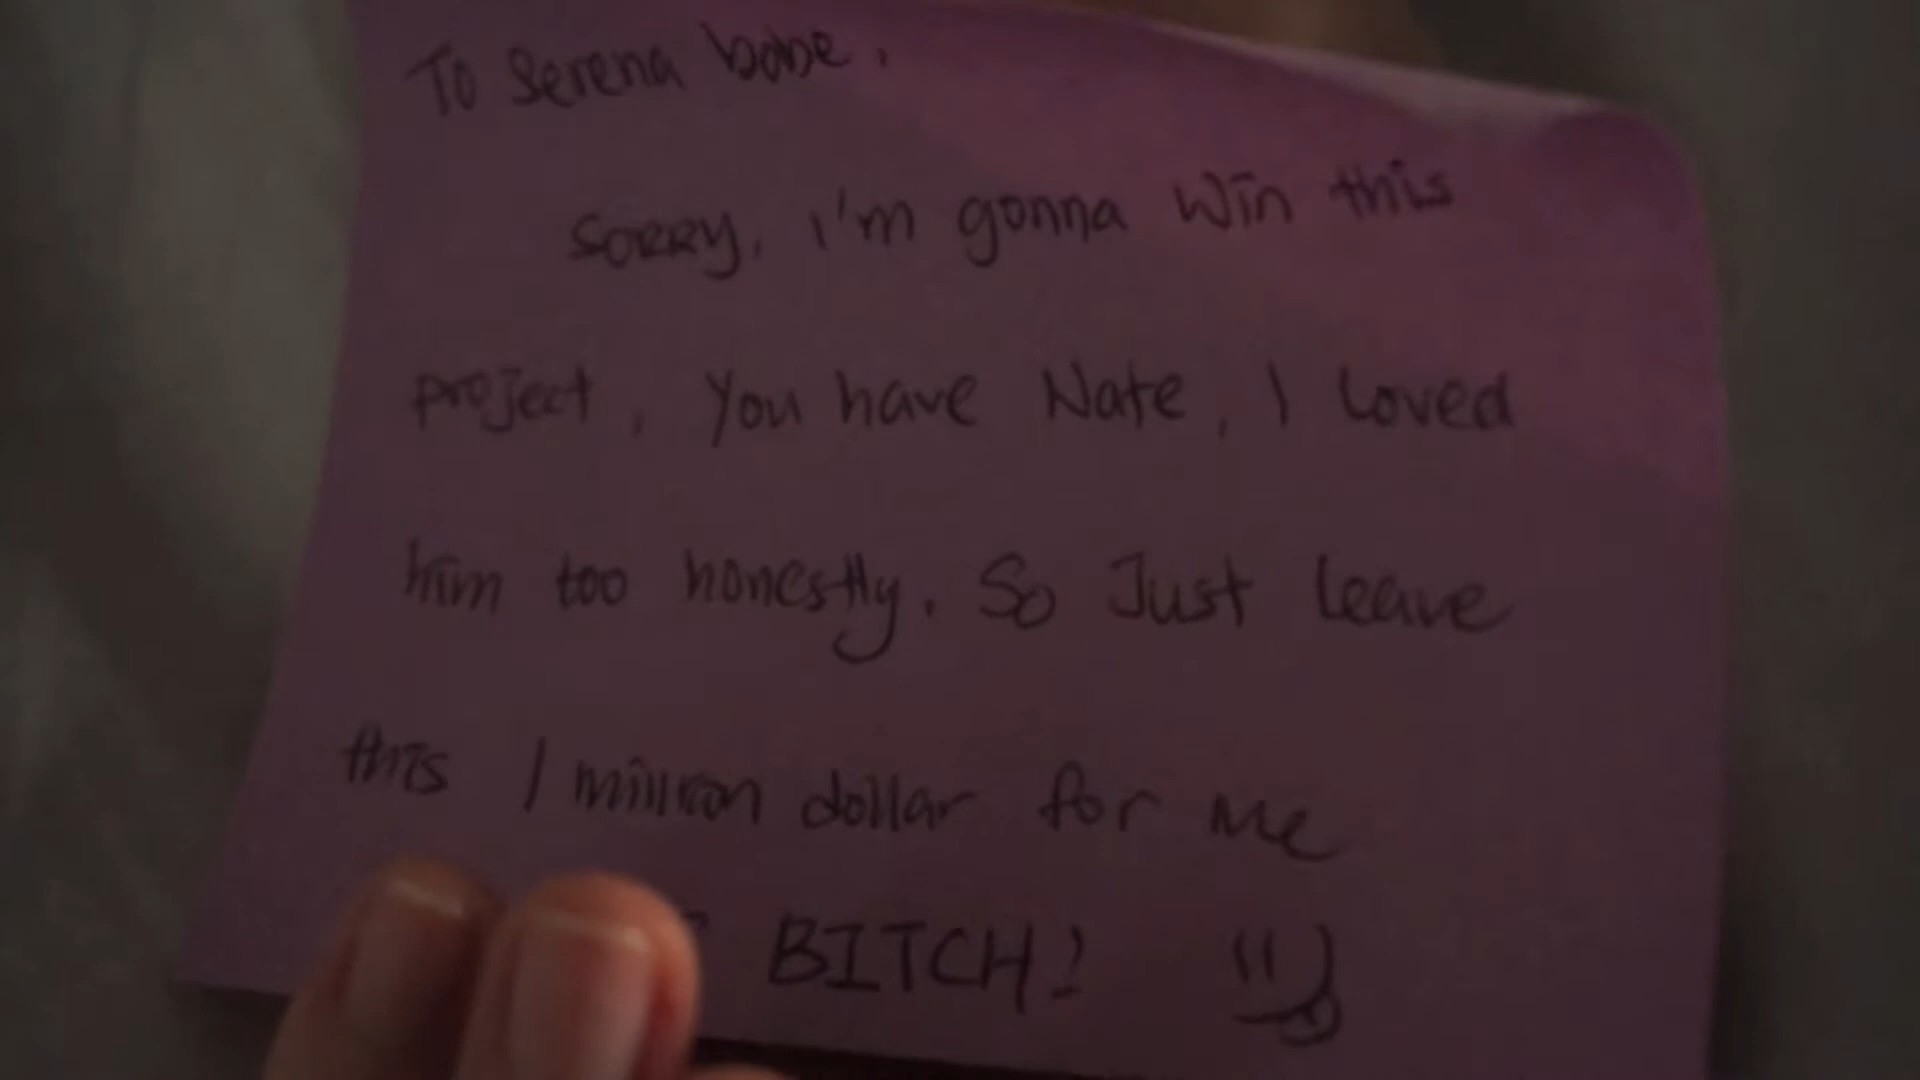 To Serena babe,
SORRY, I'm gonna Win this
project, You have Nate, I Loved
him too honestly. So Just Leave
this 1 million dollar for me
BITCH!